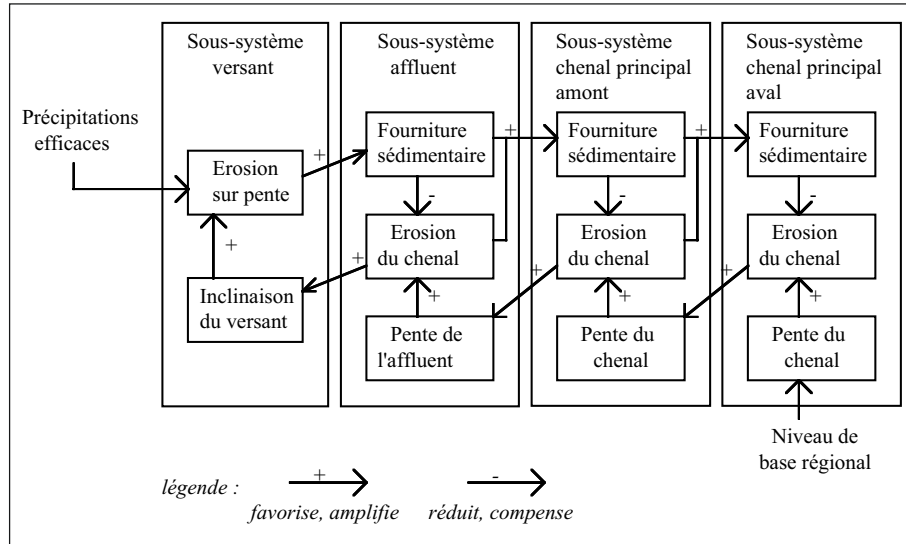 Sous-système
versant
Sous-système
affluent
Sous-système
chenal principal
amont
Sous-système
chenal principal
aval
Précipitations
efficaces
Erosion
sur pente
+
+
Inclinaison
du versant
Fourniture
sédimentaire
-
Erosion
du chenal
+
+
Pente de
l'affluent
+
Fourniture
sédimentaire
-
Erosion
du chenal
+
+
Pente du
chenal
+
Fourniture
sédimentaire
-
Erosion
du chenal
+
+
Pente du
chenal
Niveau de
base régional
légende :
+
favorise, amplifie
-
réduit, compense